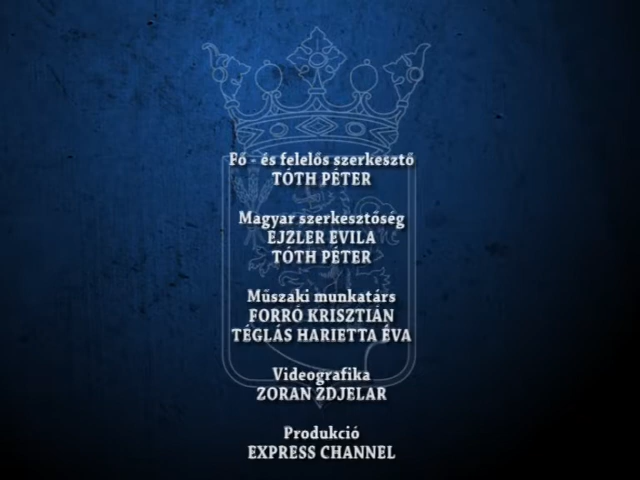 Fő - és felelős szerkesztő
TÓTH PÉTER
Magyar szerkesztőség
EJZLER EVILA
TÓTH PÉTER
Műszaki munkatárs
FORRÓ KRISZTIÁN
TÉGLÁS HARIETTA ÉVA
Videografika
ZORAN ZDJELAR
Produkció
EXPRESS CHANNEL